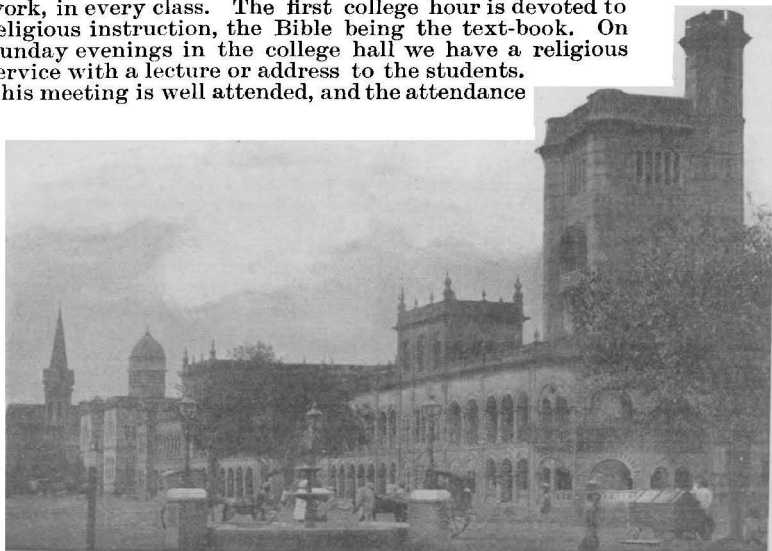 work, in every class. The first college hour is devoted to
religious instruction, the Bible being the text-book. On
Sunday evenings in the college hall we have a religious
service with a lecture or address to the students.
This meeting is well attended, and the attendance